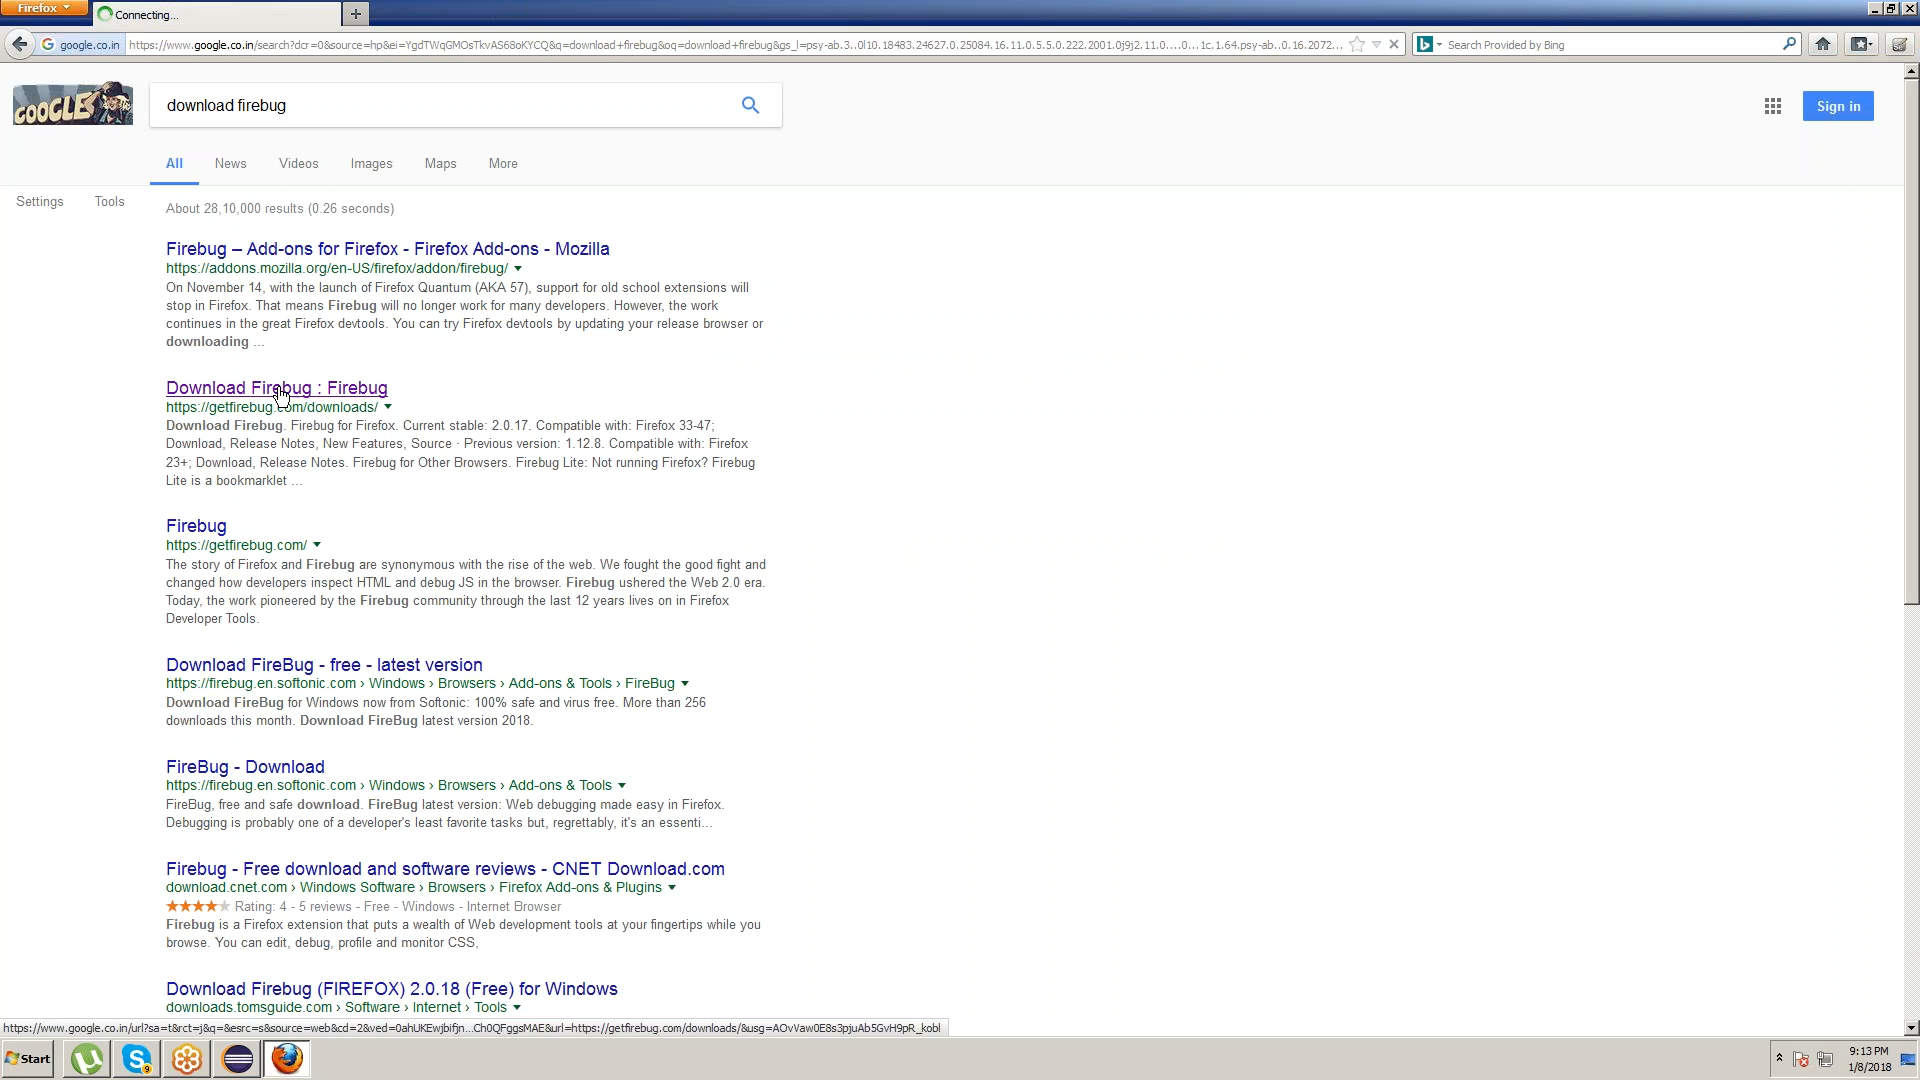 Firefox
Connecting...
google.co.in
https://www.google.co.in/search?dcr=0&source=hp&ei=YgdTWqGMOsTkvAS68oKYCQ&q=download+firebug&oq=download+firebug&gs_l=psy-ab.3..0l10.18483.24627.0.25084.16.11.0.5.5.0.222.2001.0j9j2.11.0....0...1c.1.64.psy-ab..0.16.2072...
Search Provided by Bing
GOOGLE
download firebug
Sign in
All
News
Videos
Images
Maps
More
Settings
Tools
About 28,10,000 results (0.26 seconds)
Firebug – Add-ons for Firefox - Firefox Add-ons - Mozilla
https://addons.mozilla.org/en-US/firefox/addon/firebug/
On November 14, with the launch of Firefox Quantum (AKA 57), support for old school extensions will
stop in Firefox. That means Firebug will no longer work for many developers. However, the work
continues in the great Firefox devtools. You can try Firefox devtools by updating your release browser or
downloading ...
Download Firebug : Firebug
https://getfirebug.com/downloads/
Download Firebug. Firebug for Firefox. Current stable: 2.0.17. Compatible with: Firefox 33-47;
Download, Release Notes, New Features, Source · Previous version: 1.12.8. Compatible with: Firefox
23+; Download, Release Notes. Firebug for Other Browsers. Firebug Lite: Not running Firefox? Firebug
Lite is a bookmarklet ...
Firebug
https://getfirebug.com/
The story of Firefox and Firebug are synonymous with the rise of the web. We fought the good fight and
changed how developers inspect HTML and debug JS in the browser. Firebug ushered the Web 2.0 era.
Today, the work pioneered by the Firebug community through the last 12 years lives on in Firefox
Developer Tools.
Download FireBug - free - latest version
https://firebug.en.softonic.com › Windows › Browsers › Add-ons & Tools › FireBug
Download FireBug for Windows now from Softonic: 100% safe and virus free. More than 256
downloads this month. Download FireBug latest version 2018.
FireBug - Download
https://firebug.en.softonic.com › Windows › Browsers › Add-ons & Tools
FireBug, free and safe download. FireBug latest version: Web debugging made easy in Firefox.
Debugging is probably one of a developer's least favorite tasks but, regrettably, it's an essenti...
Firebug - Free download and software reviews - CNET Download.com
download.cnet.com › Windows Software › Browsers › Firefox Add-ons & Plugins
Rating: 4 - 5 reviews - Free - Windows - Internet Browser
Firebug is a Firefox extension that puts a wealth of Web development tools at your fingertips while you
browse. You can edit, debug, profile and monitor CSS,
Download Firebug (FIREFOX) 2.0.18 (Free) for Windows
downloads.tomsguide.com › Software › Internet › Tools
https://www.google.co.in/url?sa=t&rct=j&q=&esrc=s&source=web&cd=2&ved=0ahUKEwjbifjn...Ch0QFggsMAE&url=https://getfirebug.com/downloads/&usg=AOvVaw0E8s3pjuAb5GvH9pR_kobl
Start
9
9:13 PM
1/8/2018